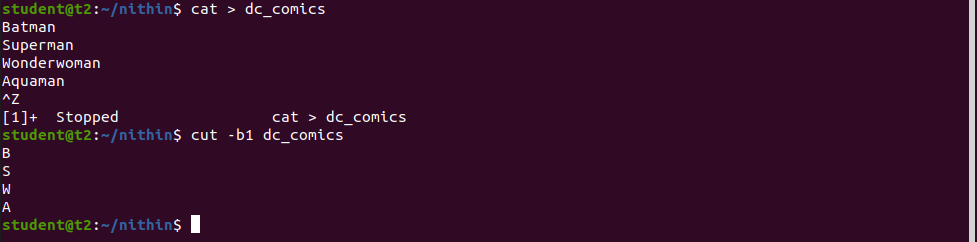 student@t2:~/nithin$ cat > dc_comics
Batman
Superman
Wonderwoman
Aquaman
^Z
[1]+  Stopped                 cat > dc_comics
student@t2:~/nithin$ cut -b1 dc_comics
B
S
W
A
student@t2:~/nithin$